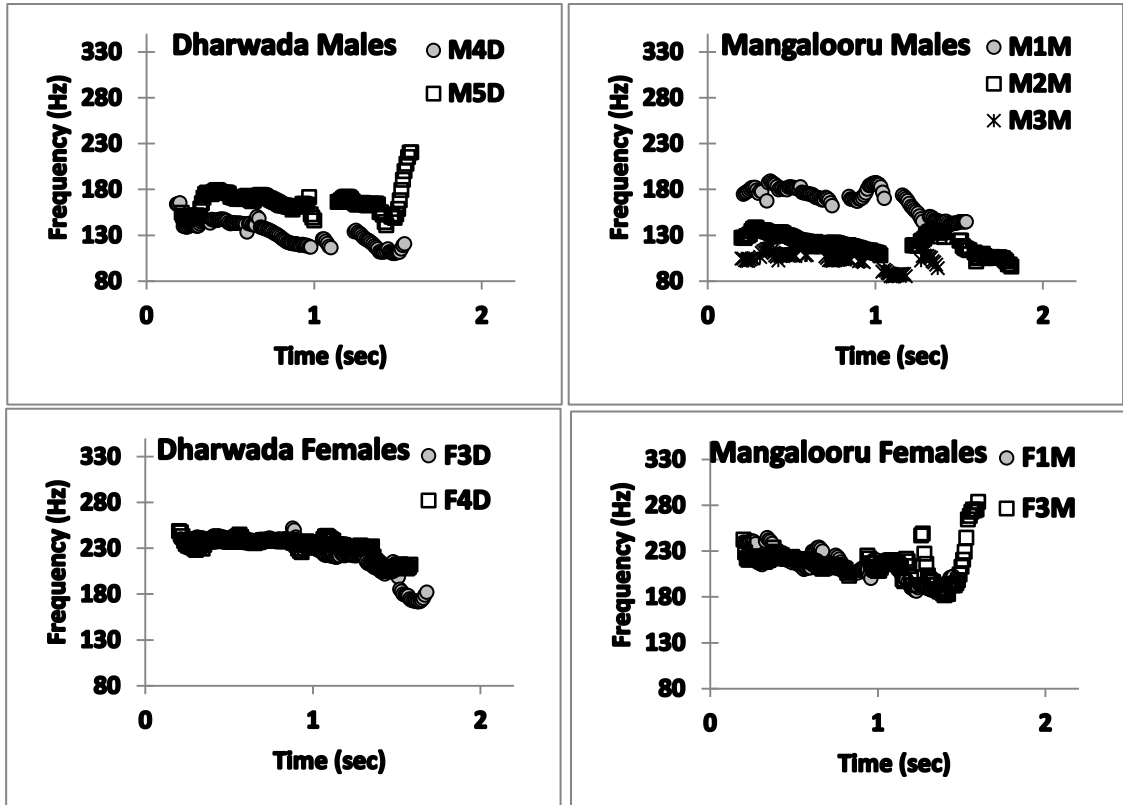 Dharwada Males
M4D
M5D
Frequency (Hz)
330
280
230
180
130
80
0
1
2
Time (sec)
Mangalooru Males
M1M
M2M
M3M
Frequency (Hz)
330
280
230
180
130
80
0
1
2
Time (sec)
Dharwada Females
F3D
F4D
Frequency (Hz)
330
280
230
180
130
80
0
1
2
Time (sec)
Mangalooru Females
F1M
F3M
Frequency (Hz)
330
280
230
180
130
80
0
1
2
Time (sec)